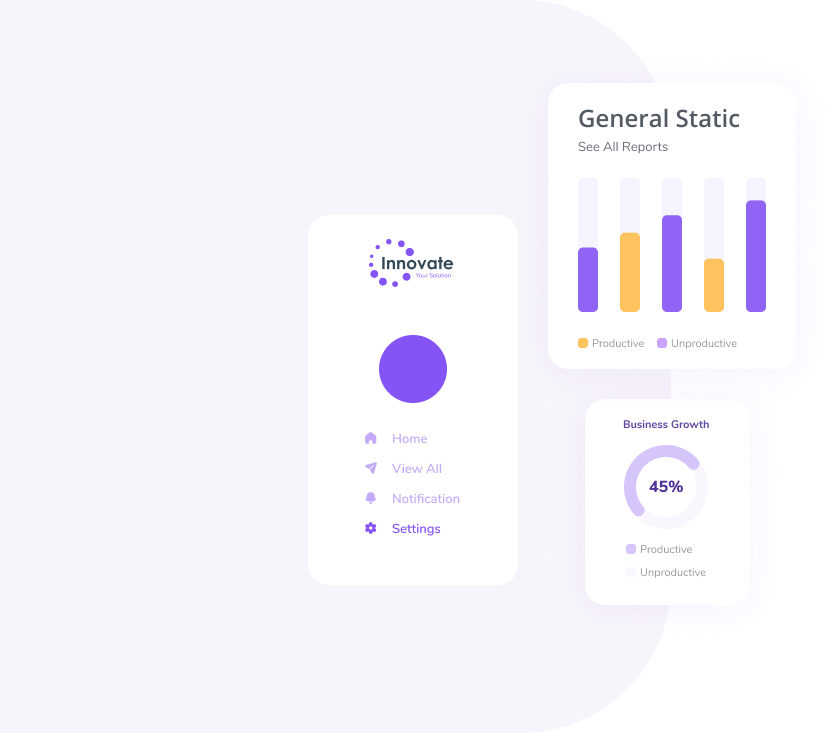 Innovate
Your Solution
Home
View All
Notification
Settings
General Static
See All Reports
Productive
Unproductive
Business Growth
45%
Productive
Unproductive